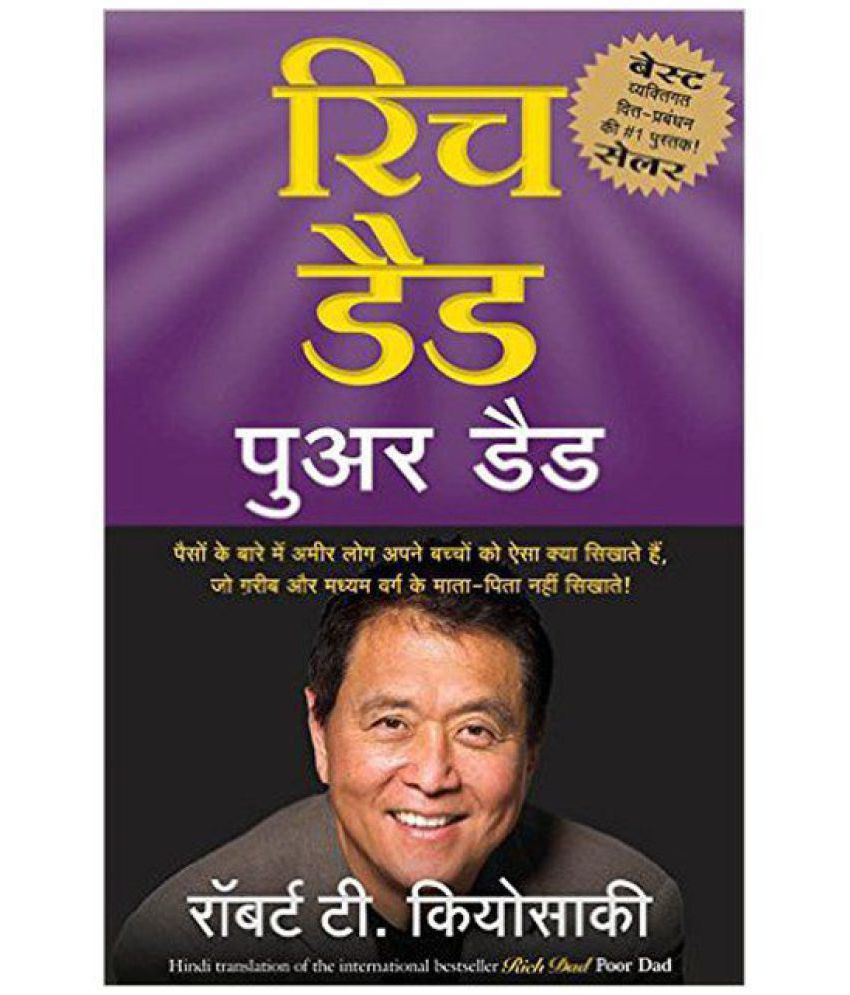 रिच
डैड
पुअर डैड
बेस्ट
व्यक्तिगत
वित्त-प्रबंधन
की #1 पुस्तक!
सेलर
पैसों के बारे में अमीर लोग अपने बच्चों को ऐसा क्या सिखाते हैं,
जो ग़रीब और मध्यम वर्ग के माता-पिता नहीं सिखाते!
रॉबर्ट टी. कियोसाकी
Hindi translation of the international bestseller Rich Dad Poor Dad